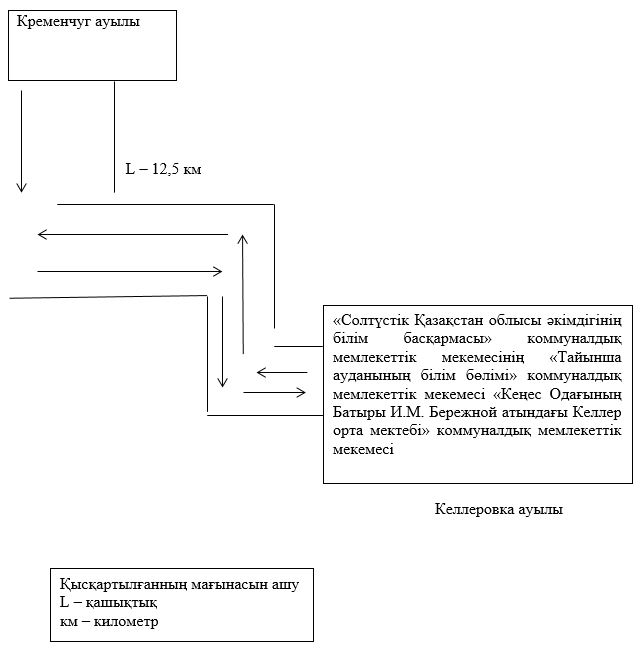 Кременчуг ауылы
L – 12,5 км
«Солтүстік Қазақстан облысы әкімдігінің
білім басқармасы» коммуналдық
мемлекеттік мекемесінің «Тайынша
ауданының білім бөлімі» коммуналдық
мемлекеттік мекемесі «Кеңес Одағының
Батыры И.М. Бережной атындағы Келлер
орта мектебі» коммуналдық мемлекеттік
мекемесі
Келлеровка ауылы
Қысқартылғанның мағынасын ашу
L – қашықтық
км – километр